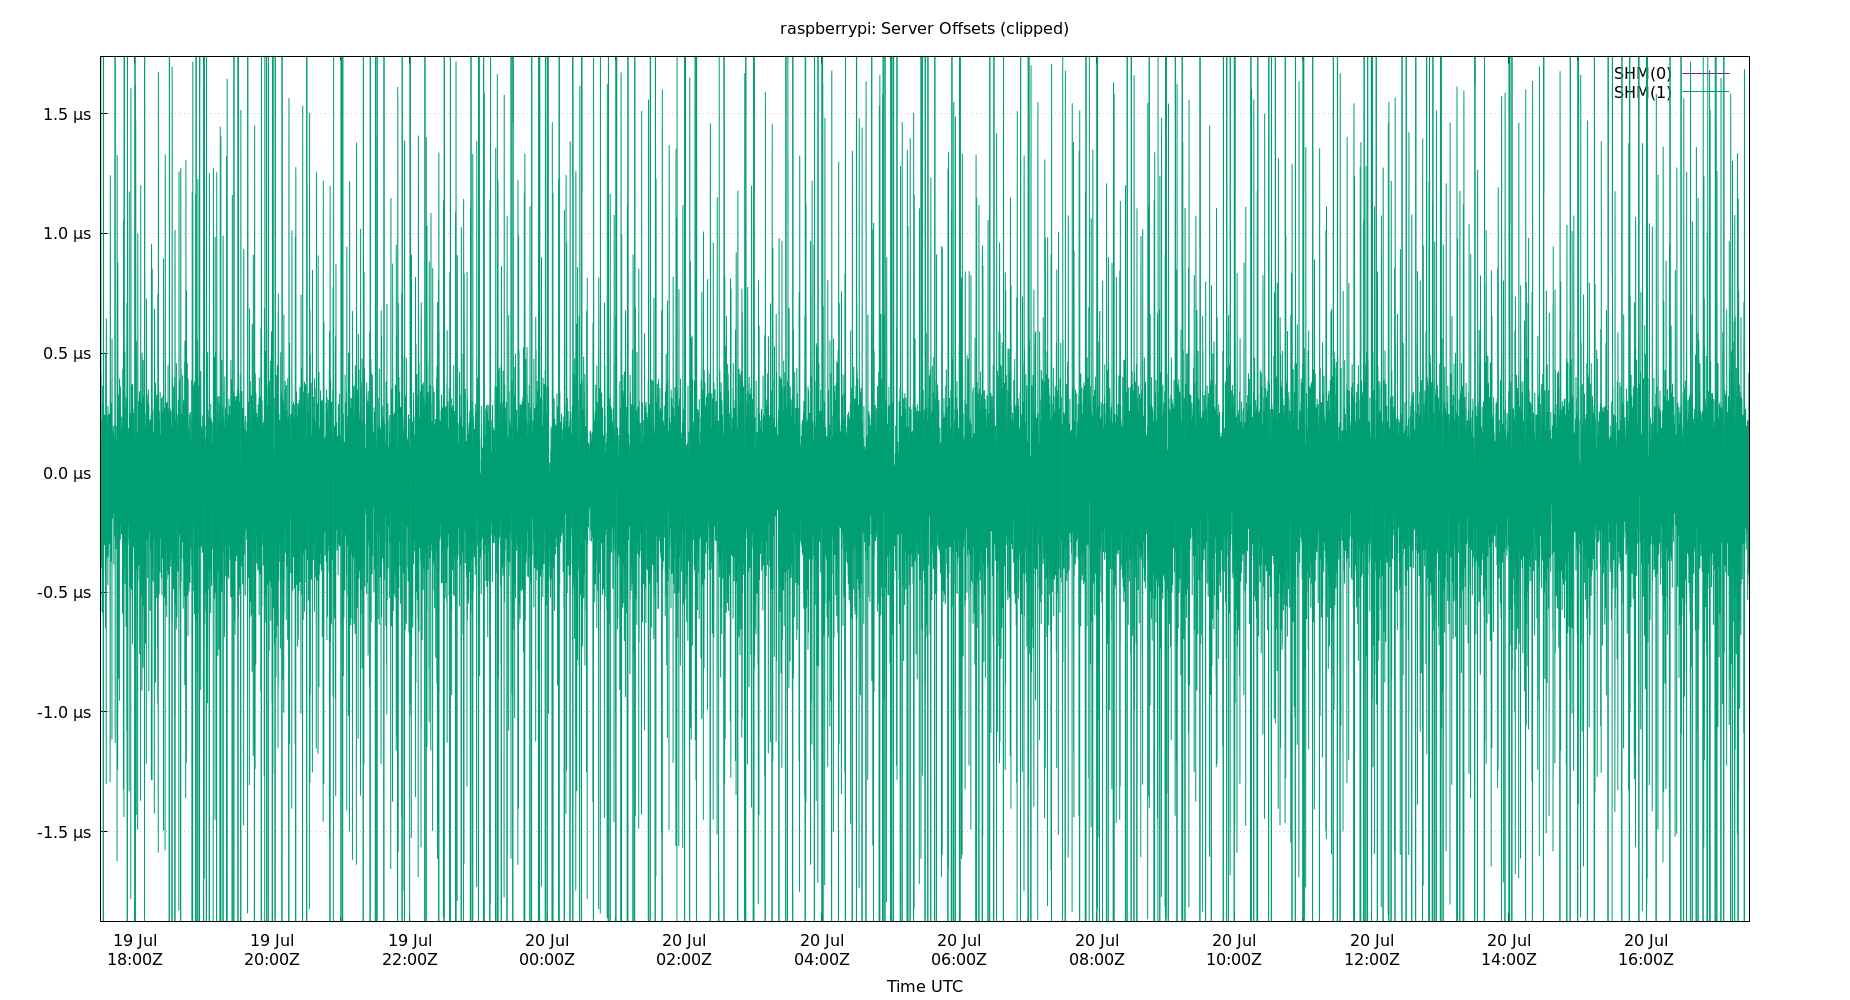 raspberrypi: Server Offsets (clipped)
SHM(0)
SHM(1)
1.5 µs
1.0 µs
0.5 µs
0.0 µs
-0.5 µs
-1.0 µs
-1.5 µs
19 Jul 19 Jul 19 Jul 20 Jul 20 Jul 20 Jul 20 Jul 20 Jul 20 Jul 20 Jul 20 Jul 20 Jul
18:00Z 20:00Z 22:00Z 00:00Z 02:00Z 04:00Z 06:00Z 08:00Z 10:00Z 12:00Z 14:00Z 16:00Z
Time UTC